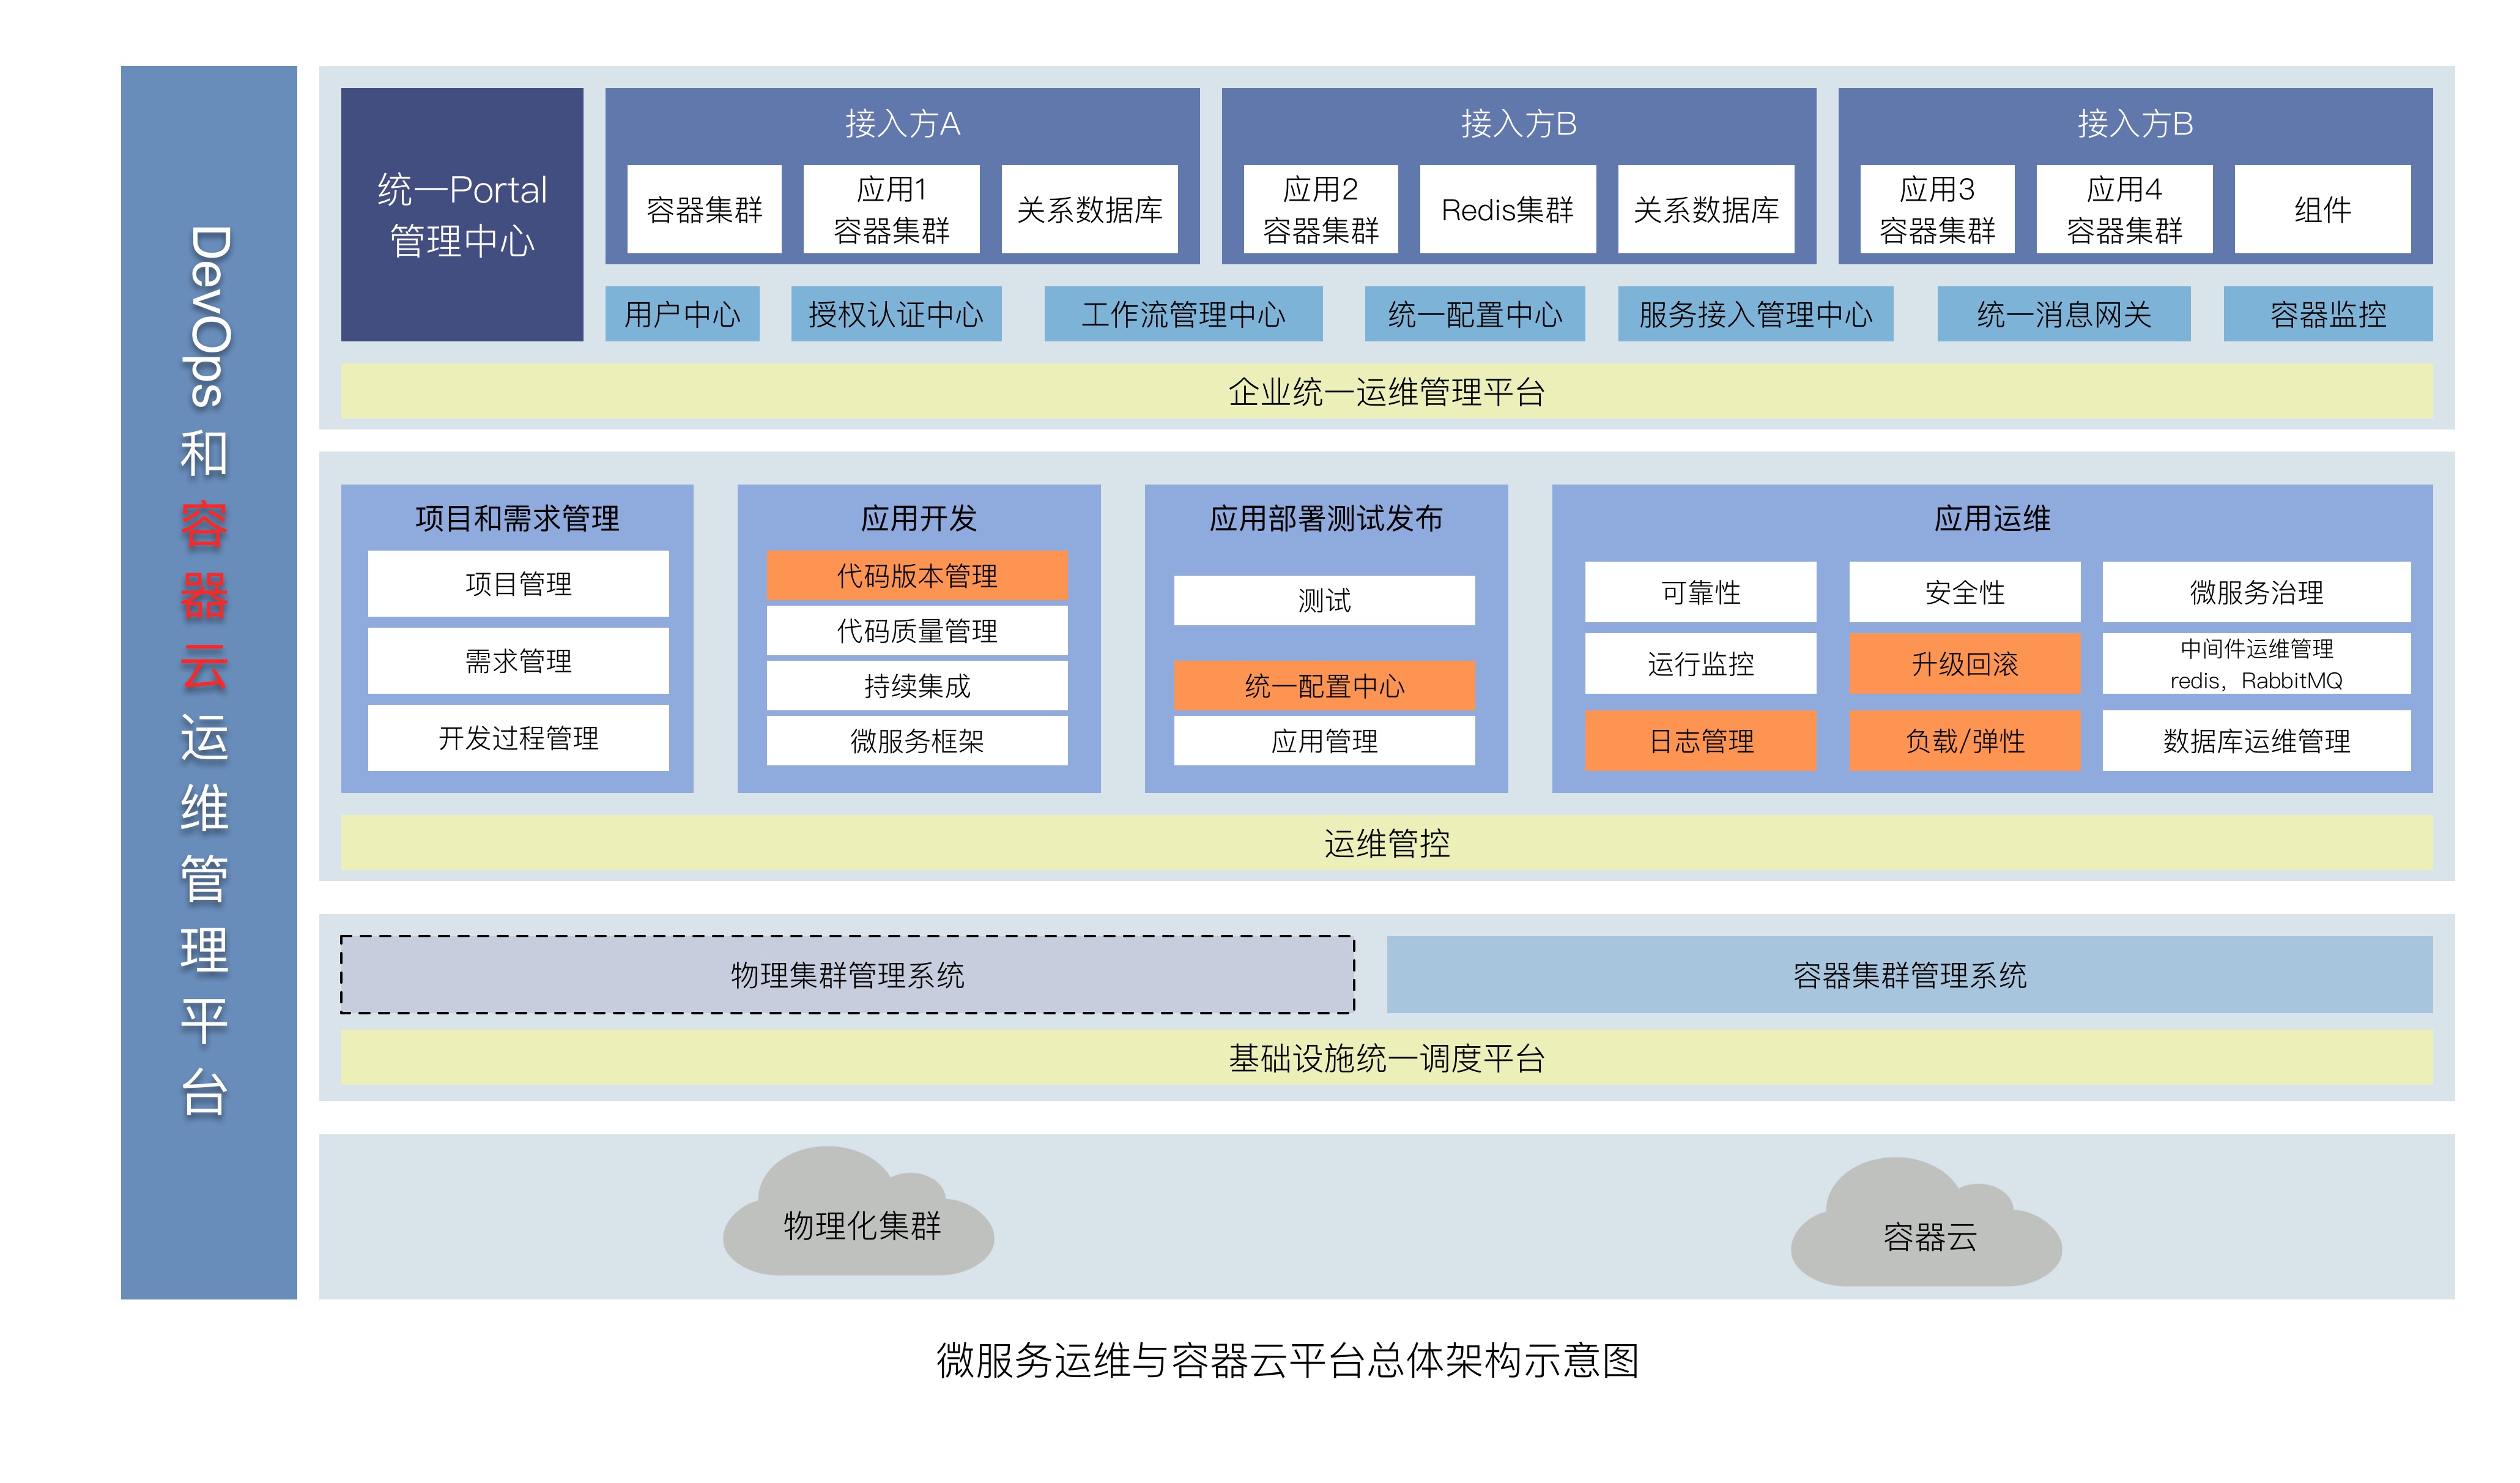 DevOps和容器云运维管理平台
统一Portal
管理中心
接入方A
容器集群
应用1
容器集群
关系数据库
接入方B
应用2
容器集群
Redis集群
关系数据库
接入方B
应用3
容器集群
应用4
容器集群
组件
用户中心
授权认证中心
工作流管理中心
统一配置中心
服务接入管理中心
统一消息网关
容器监控
企业统一运维管理平台
项目和需求管理
项目管理
需求管理
开发过程管理
应用开发
代码版本管理
代码质量管理
持续集成
微服务框架
应用部署测试发布
测试
统一配置中心
应用管理
应用运维
可靠性
安全性
微服务治理
运行监控
升级回滚
中间件运维管理
redis，RabbitMQ
日志管理
负载/弹性
数据库运维管理
运维管控
物理集群管理系统
容器集群管理系统
基础设施统一调度平台
物理化集群
容器云
微服务运维与容器云平台总体架构示意图